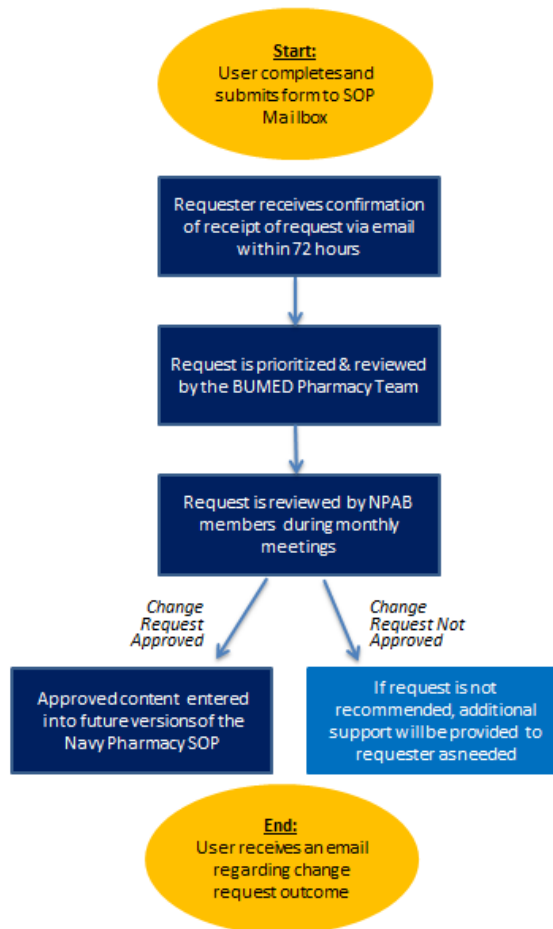 Start:
User completes and
submits form to SOP
Mailbox
Requester receives confirmation
of receipt of request via email
within 72 hours
Request is prioritized & reviewed
by the BUMED Pharmacy Team
Request is reviewed by NPAB
members during monthly
meetings
Change
Request
Approved
Change
Request Not
Approved
Approved content entered
into future versions of the
Navy Pharmacy SOP
If request is not
recommended, additional
support will be provided to
requester as needed
End:
User receives an email
regarding change
request outcome